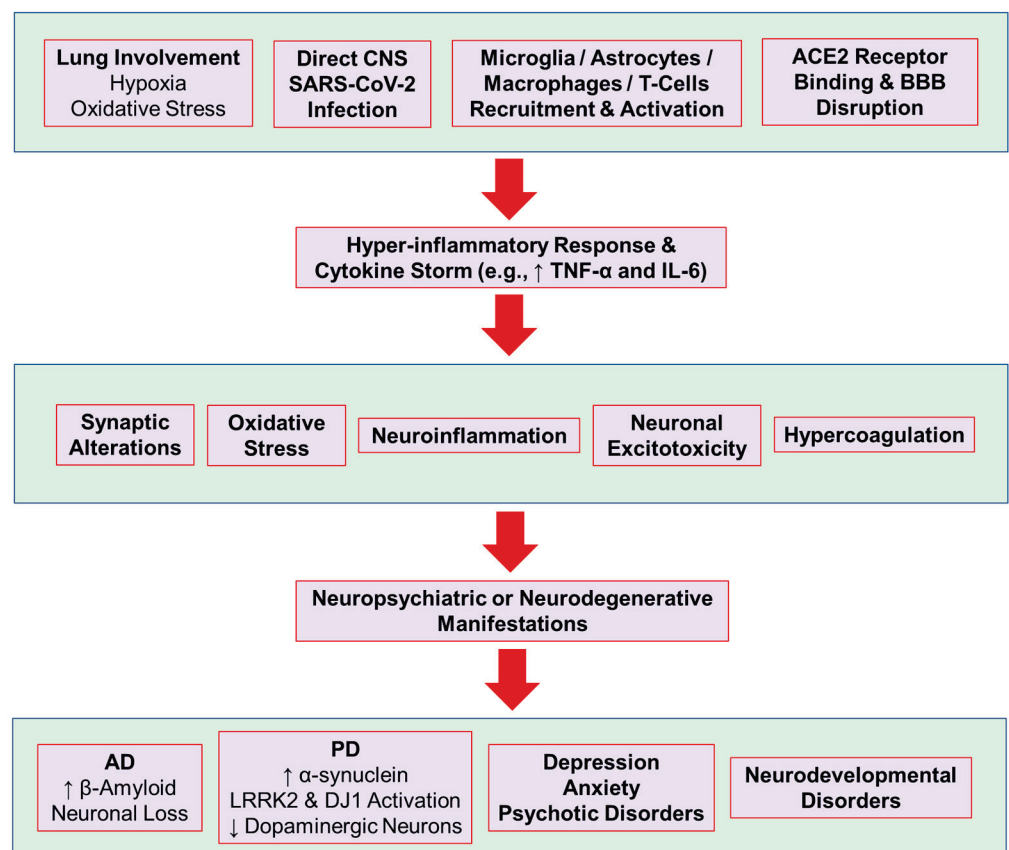 Lung Involvement
Hypoxia
Oxidative Stress
Direct CNS
SARS-CoV-2
Infection
Microglia / Astrocytes /
Macrophages / T-Cells
Recruitment & Activation
ACE2 Receptor
Binding & BBB
Disruption
Hyper-inflammatory Response &
Cytokine Storm (e.g., ↑ TNF-α and IL-6)
Synaptic
Alterations
Oxidative
Stress
Neuroinflammation
Neuronal
Excitotoxicity
Hypercoagulation
Neuropsychiatric or Neurodegenerative
Manifestations
AD
↑ β-Amyloid
Neuronal Loss
PD
↑ α-synuclein
LRRK2 & DJ1 Activation
↓ Dopaminergic Neurons
Depression
Anxiety
Psychotic Disorders
Neurodevelopmental
Disorders